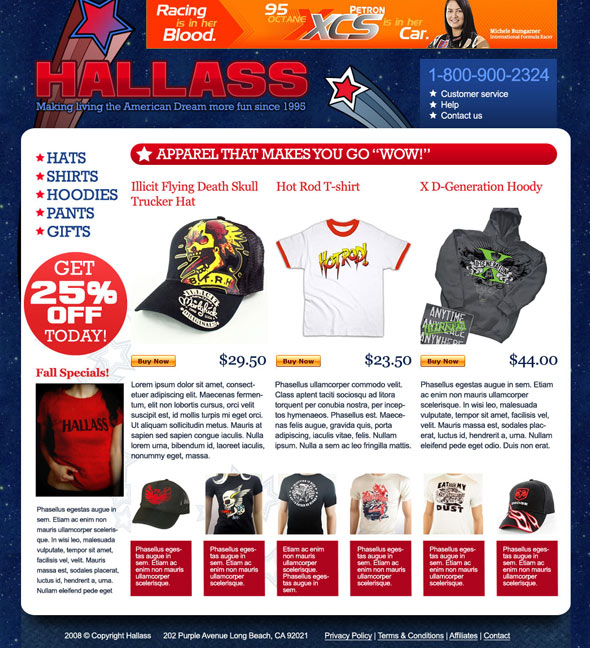 Racing
is in her
Blood.
95
OCTANE
PETRON
XCS
is in her
Car.
Michele Bumgarner
International Formula Racer
HALLASS
Making living the American Dream more fun since 1995
1-800-900-2324
Customer service
Help
Contact us
HATS
SHIRTS
HOODIES
PANTS
GIFTS
GET
25%
OFF
TODAY!
APPAREL THAT MAKES YOU GO “WOW!”
Illicit Flying Death Skull
Trucker Hat
Hot Rod T-shirt
X D-Generation Hoody
ILLICIT
HOT ROD!
X
ANYTIME
ANYPLACE
ANYWHERE
Buy Now
$29.50
Buy Now
$23.50
Buy Now
$44.00
Lorem ipsum dolor sit amet, consect-
etuer adipiscing elit. Maecenas fermen-
tum, elit non lobortis cursus, orci velit
suscipit est, id mollis turpis mi eget orci.
Ut aliquam sollicitudin metus. Mauris at
sapien sed sapien congue iaculis. Nulla
lorem urna, bibendum id, laoreet iaculis,
nonummy eget, massa.
Phasellus ullamcorper commodo velit.
Class aptent taciti sociosqu ad litora
torquent per conubia nostra, per incep-
tos hymenaeos. Phasellus est. Maece-
nas felis augue, gravida quis, porta
adipiscing, iaculis vitae, felis. Nullam
ipsum. Nulla a sem ac leo fringilla mattis.
Phasellus egestas augue in sem. Etiam
ac enim non mauris ullamcorper
scelerisque. In wisi leo, malesuada
vulputate, tempor sit amet, facilisis vel,
velit. Mauris massa est, sodales plac-
erat, luctus id, hendrerit a, urna. Nullam
eleifend pede eget odio. Duis non erat.
Fall Specials!
HALLASS
Phasellus egestas augue in
sem. Etiam ac enim non
mauris ullamcorper sceleris-
que. In wisi leo, malesuada
vulputate, tempor sit amet,
facilisis vel, velit. Mauris
massa est, sodales placerat,
luctus id, hendrerit a, urna.
Nullam eleifend pede eget
EAT MY
DUST
Phasellus eges-
tas augue in
sem. Etiam ac
enim non mauris
ullamcorper
scelerisque.
Phasellus eges-
tas augue in
sem. Etiam ac
enim non mauris
ullamcorper
scelerisque.
Etiam ac enim
non mauris
ullamcorper
scelerisque.
Phasellus eges-
tas augue in
sem.
Phasellus eges-
tas augue in
sem. Etiam ac
enim non mauris
ullamcorper
scelerisque.
Phasellus eges-
tas augue in
sem. Etiam ac
enim non mauris
ullamcorper
scelerisque.
Phasellus eges-
tas augue in
sem. Etiam ac
enim non mauris
ullamcorper
scelerisque.
2008 © Copyright Hallass 202 Purple Avenue Long Beach, CA 92021 Privacy Policy | Terms & Conditions | Affiliates | Contact